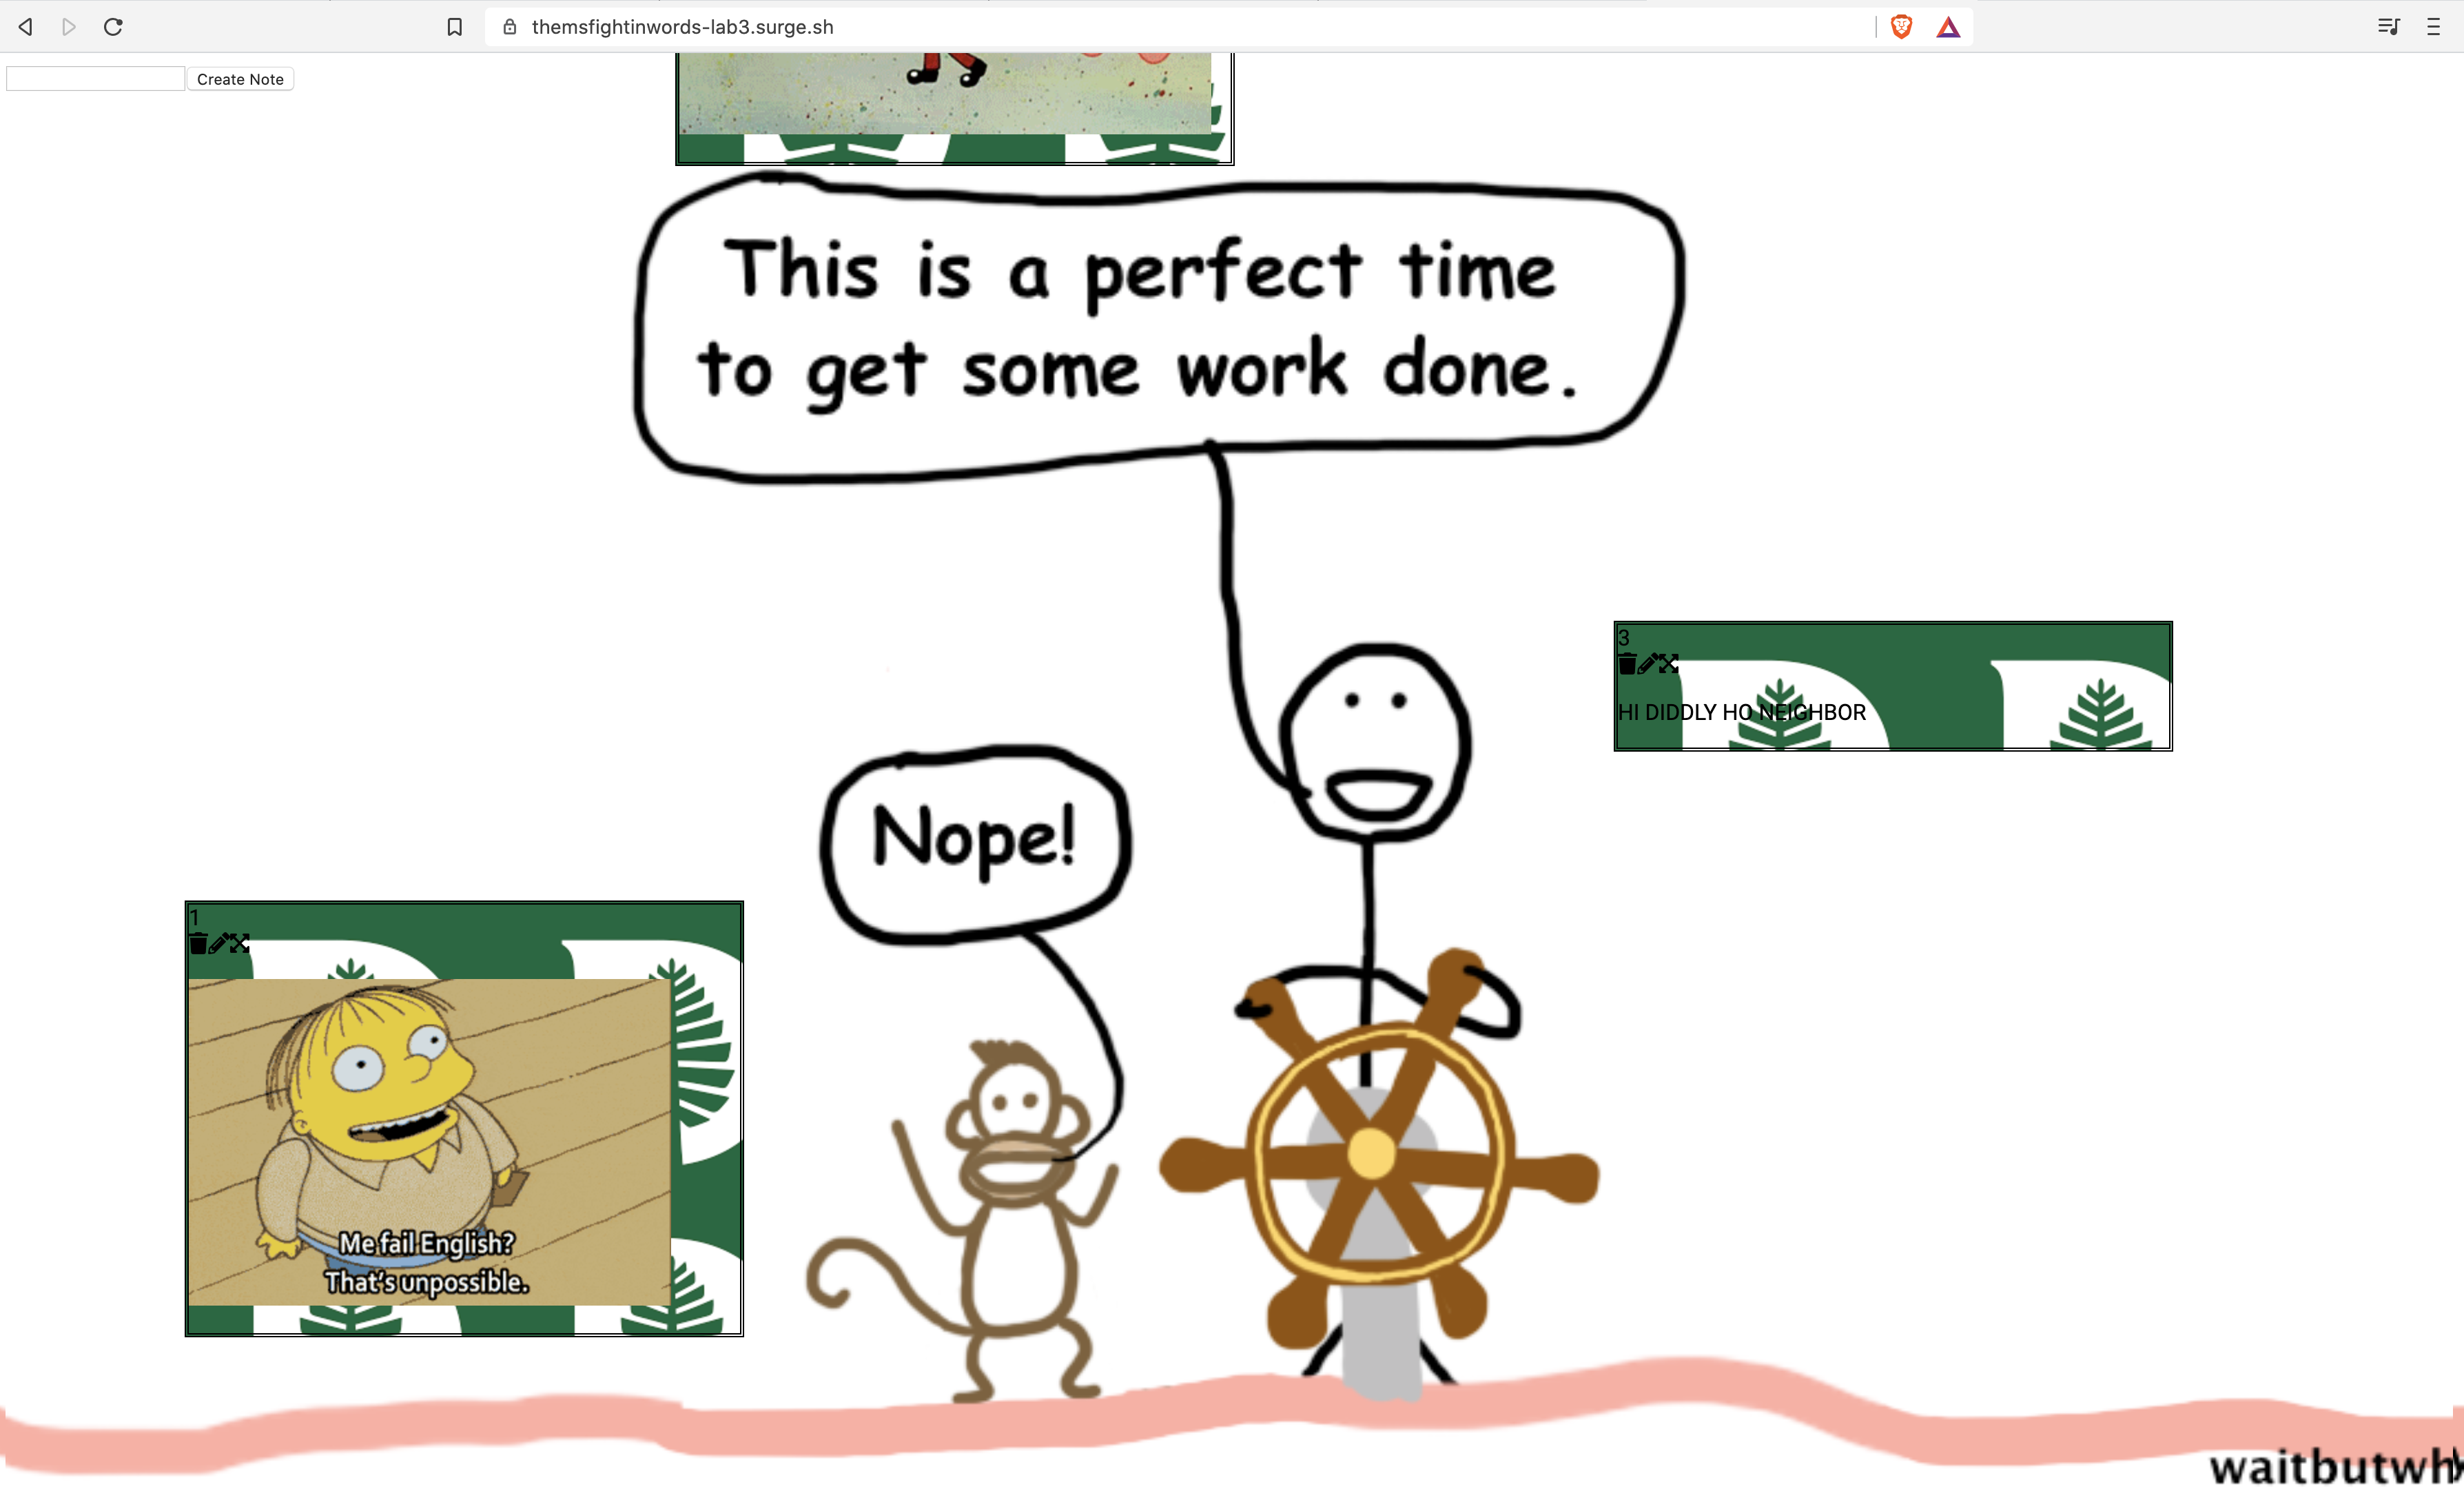 themsfightinwords-lab3.surge.sh
Create Note
This is a perfect time
to get some work done.
3
HI DIDDLY HO NEIGHBOR
Nope!
1
Me fail English?
That's unpossible.
waitbutwhy